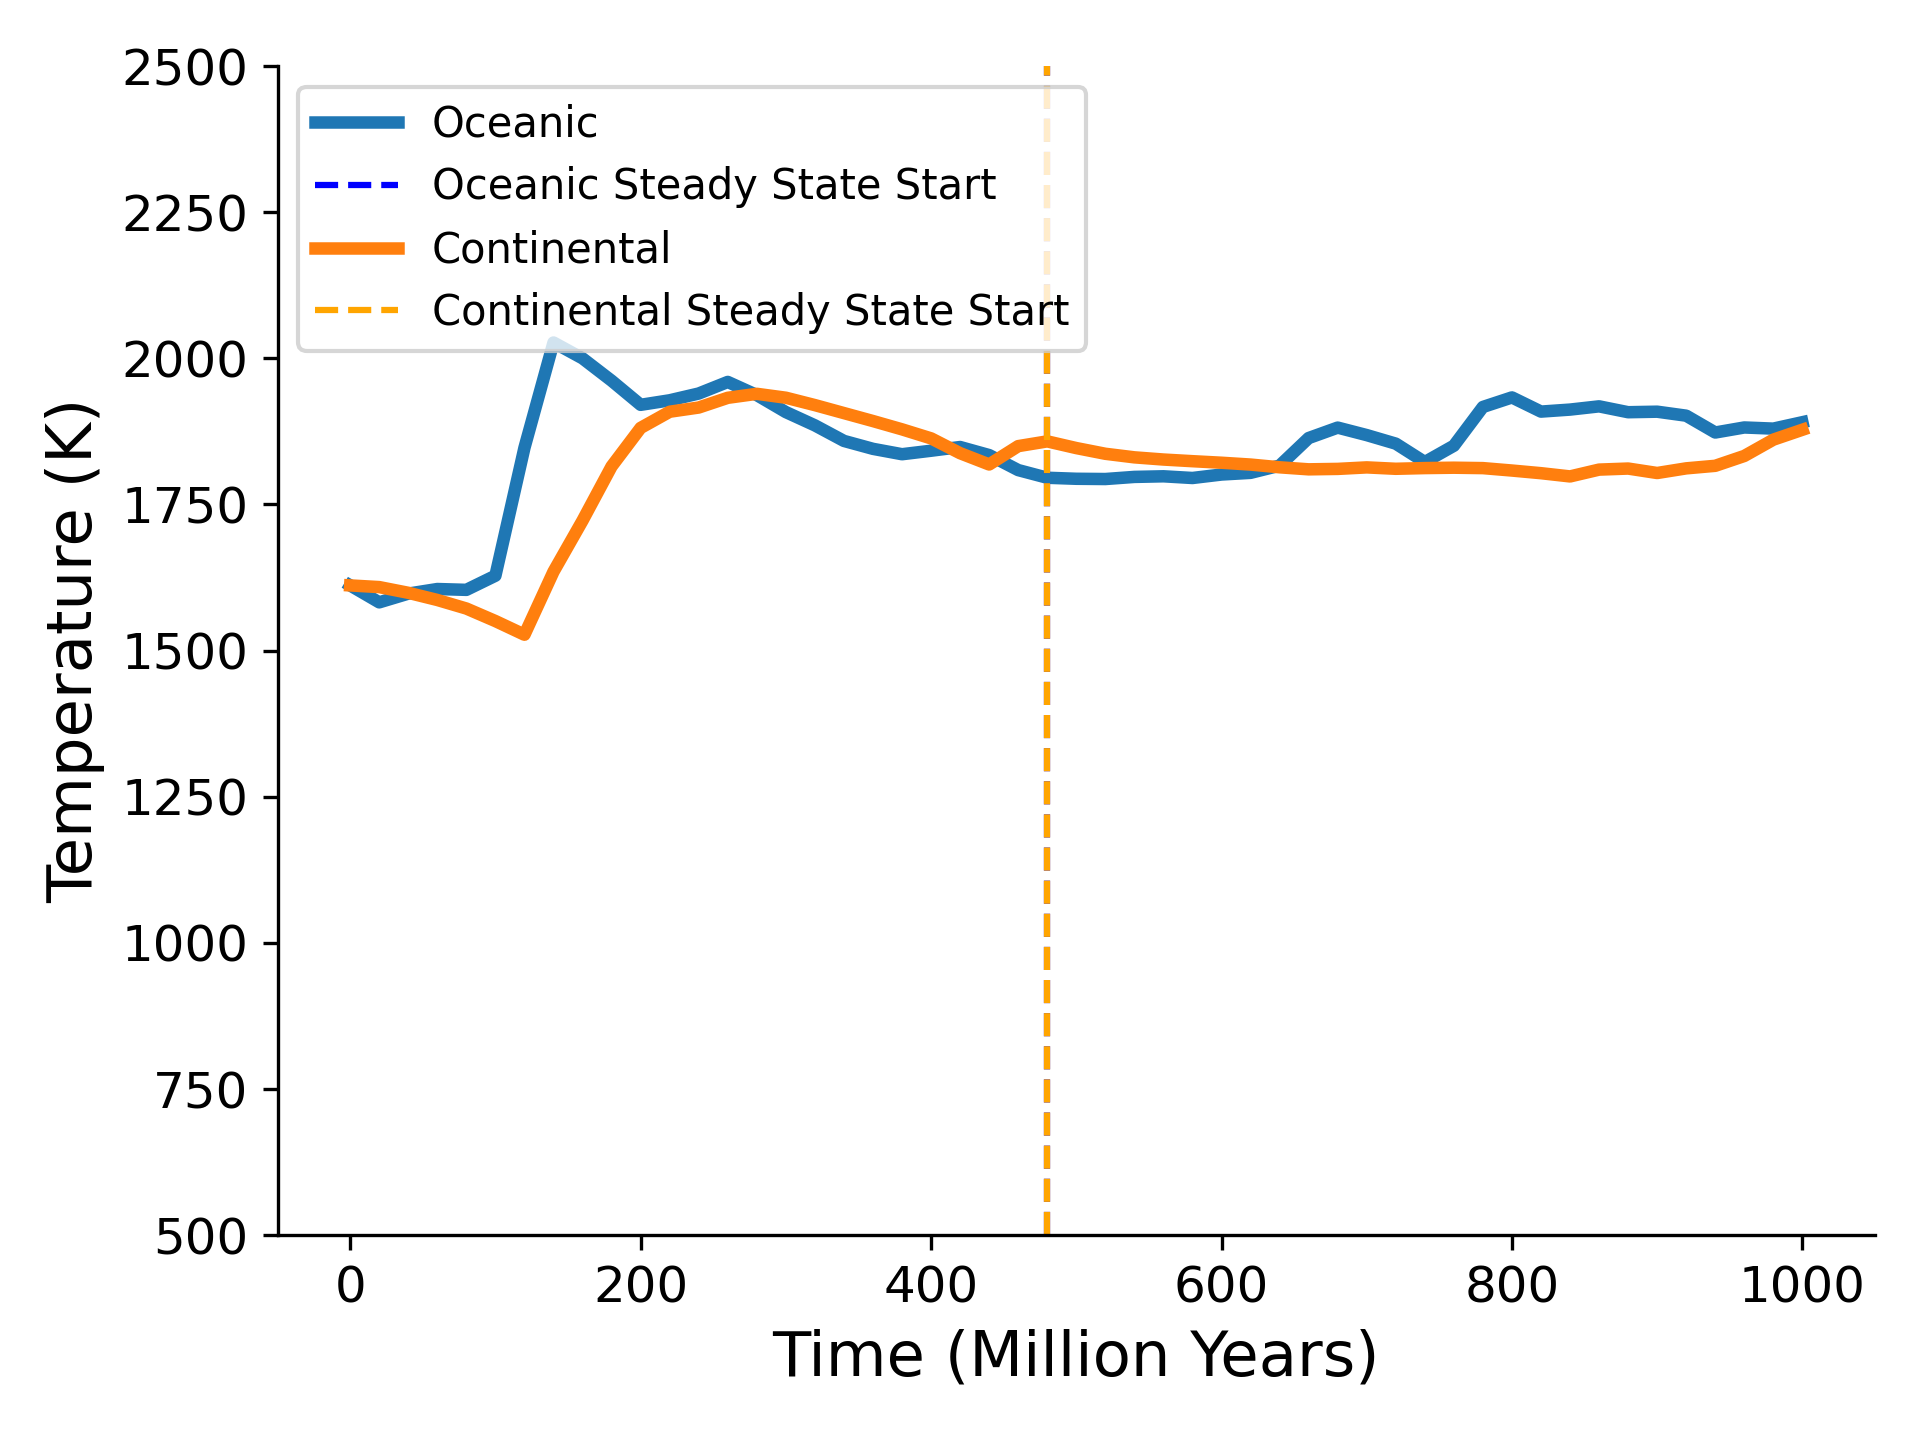 2500
2250
2000
1750
1500
1250
1000
750
500
Temperature (K)
Oceanic
Oceanic Steady State Start
Continental
Continental Steady State Start
0 200 400 600 800 1000
Time (Million Years)